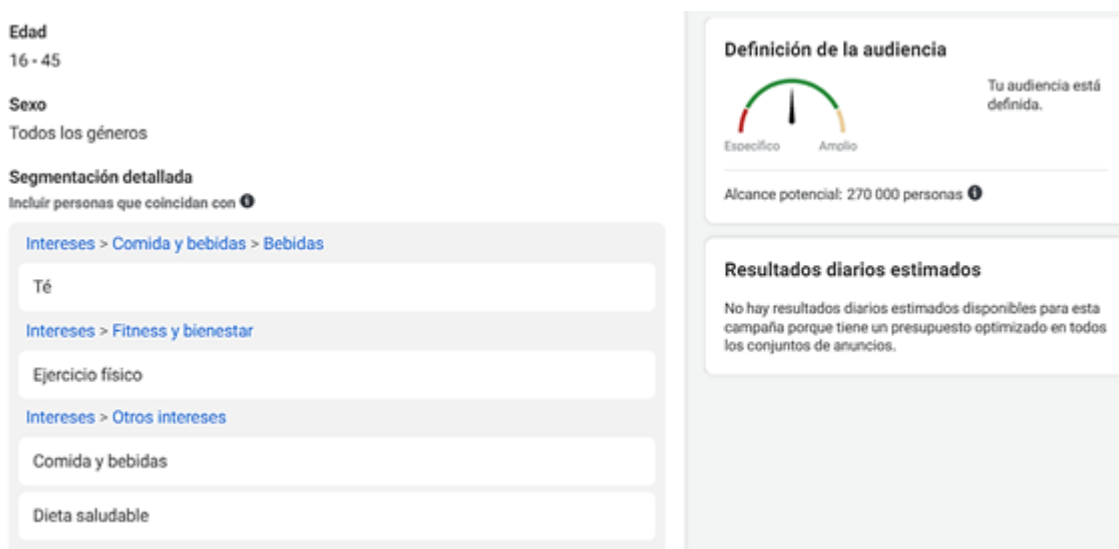 Edad
16 - 45
Sexo
Todos los géneros
Segmentación detallada
Incluir personas que coincidan con
Intereses > Comida y bebidas > Bebidas
Té
Intereses > Fitness y bienestar
Ejercicio físico
Intereses > Otros intereses
Comida y bebidas
Dieta saludable
Definición de la audiencia
Tu audiencia está
definida.
Específico
Amplio
Alcance potencial: 270 000 personas
Resultados diarios estimados
No hay resultados diarios estimados disponibles para esta
campaña porque tiene un presupuesto optimizado en todos
los conjuntos de anuncios.